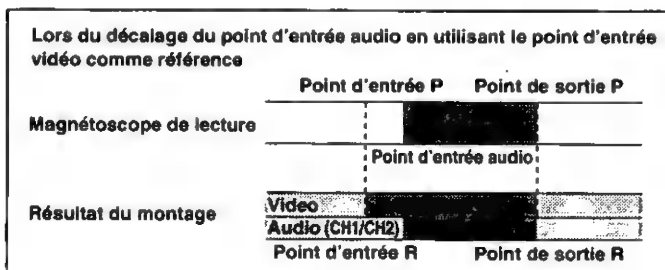 Lors du décalage du point d'entrée audio en utilisant le point d'entrée
vidéo comme référence
Point d'entrée P Point de sortie P
Magnétoscope de lecture
Point d'entrée audio
Résultat du montage
Video
Audio (CH1/CH2)
Point d'entrée R Point de sortie R